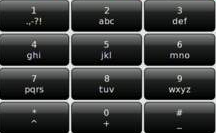 1 2 3
.,-?! abc def
4 5 6
ghi jkl mno
7 8 9
pqrs tuv wxyz
* 0 #
^ + _